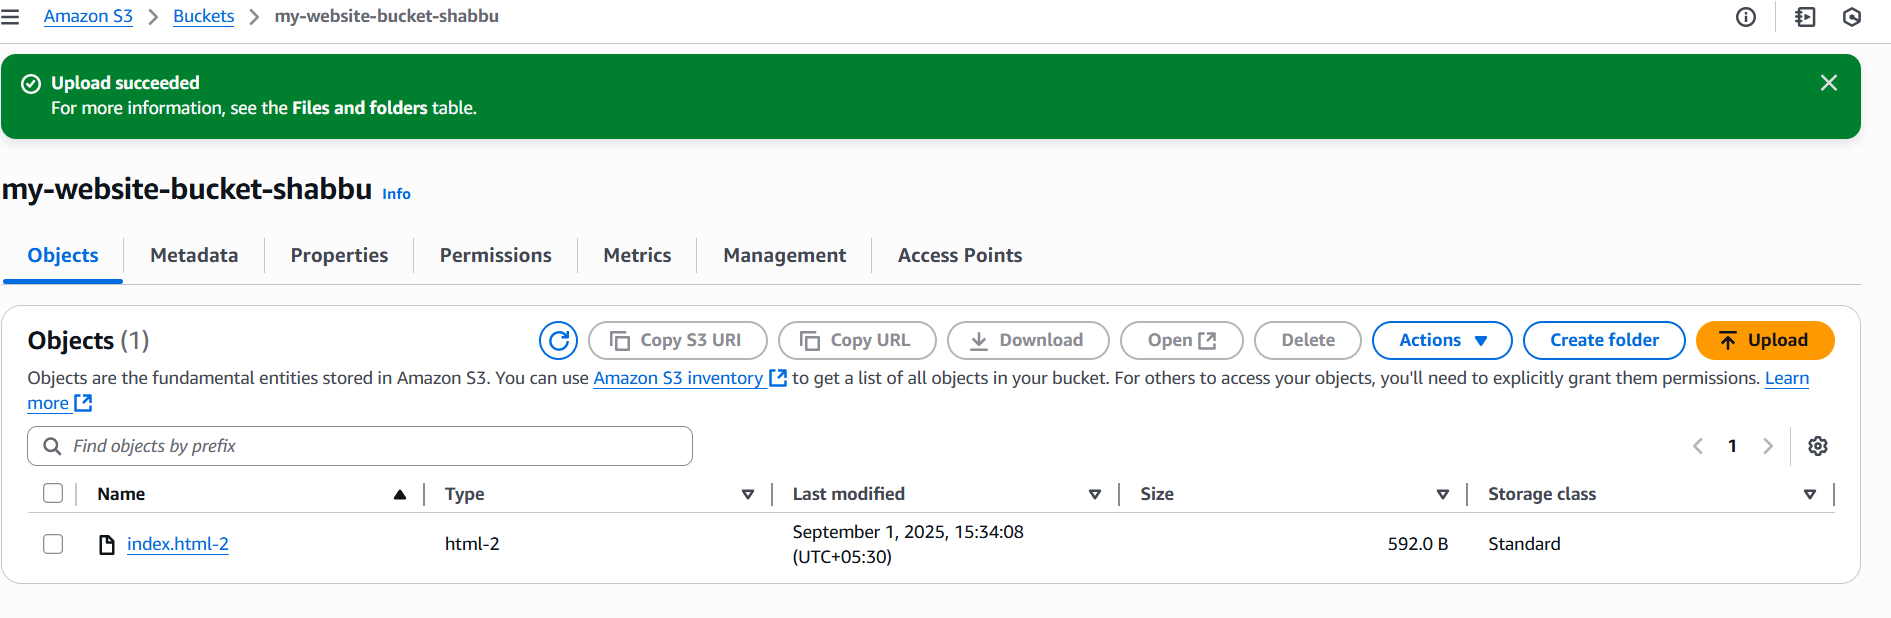 Amazon S3 > Buckets > my-website-bucket-shabbu
Upload succeeded
For more information, see the Files and folders table.
my-website-bucket-shabbu Info
Objects Metadata Properties Permissions Metrics Management Access Points
Objects (1) Copy S3 URI Copy URL Download Open Delete Actions Create folder Upload
Objects are the fundamental entities stored in Amazon S3. You can use Amazon S3 inventory to get a list of all objects in your bucket. For others to access your objects, you'll need to explicitly grant them permissions. Learn
more
Find objects by prefix 1
Name Type Last modified Size Storage class
index.html-2 html-2 September 1, 2025, 15:34:08 592.0 B Standard
(UTC+05:30)